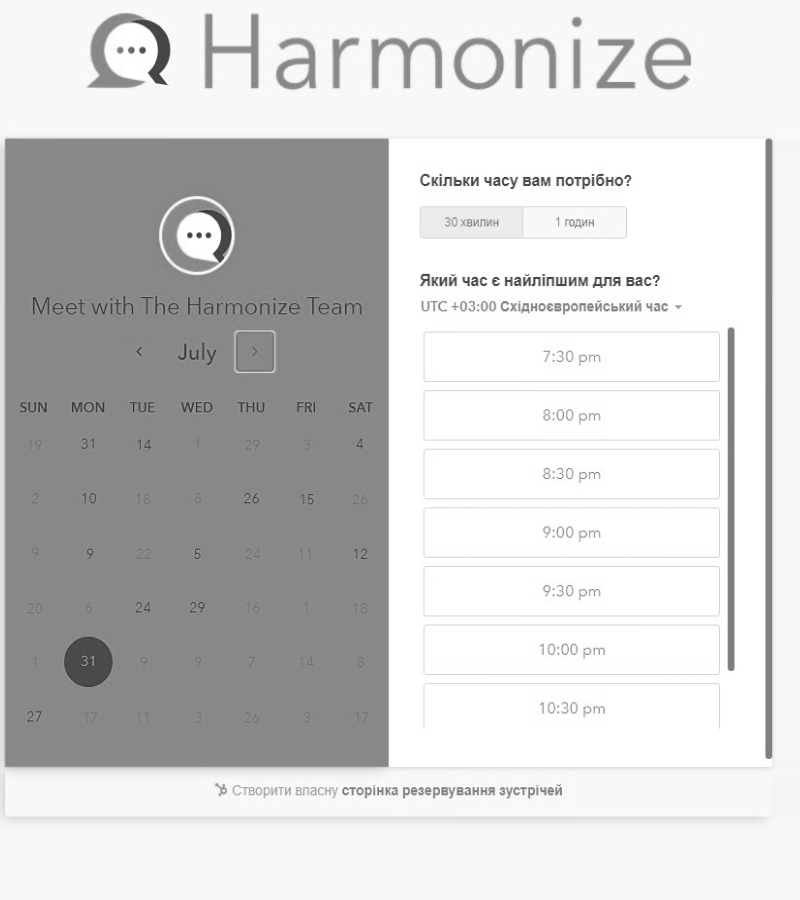 Harmonize
Meet with The Harmonize Team
July
SUN MON TUE WED THU FRI SAT
19 31 14 1 29 3 4
2 10 18 8 26 15 26
9 9 22 5 24 11 12
20 6 24 29 16 1 18
1 31 9 9 7 14 8
27 17 11 3 26 3 17
Скільки часу вам потрібно?
30 хвилин 1 годин
Який час є найліпшим для вас?
UTC +03:00 Східноєвропейський час
7:30 pm
8:00 pm
8:30 pm
9:00 pm
9:30 pm
10:00 pm
10:30 pm
Створити власну сторінка резервування зустрічей